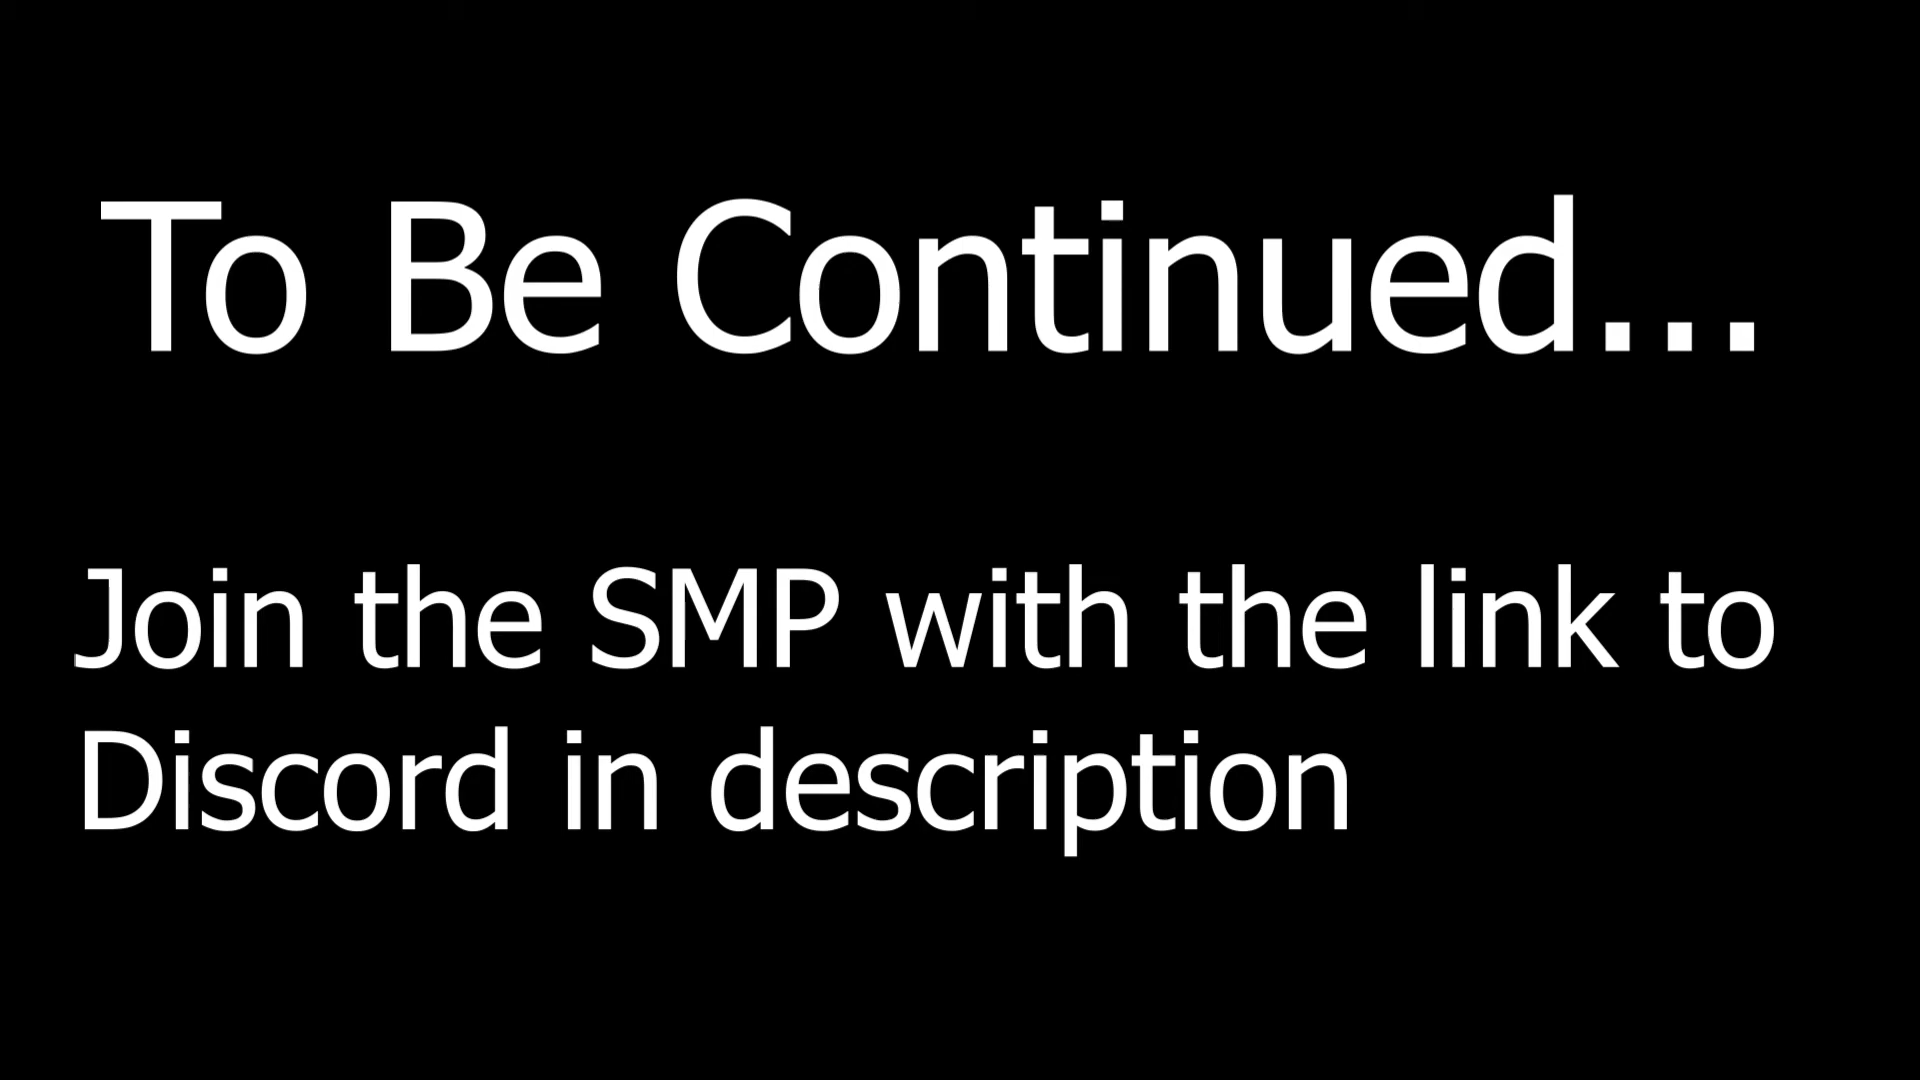 To Be Continued...
Join the SMP with the link to
Discord in description